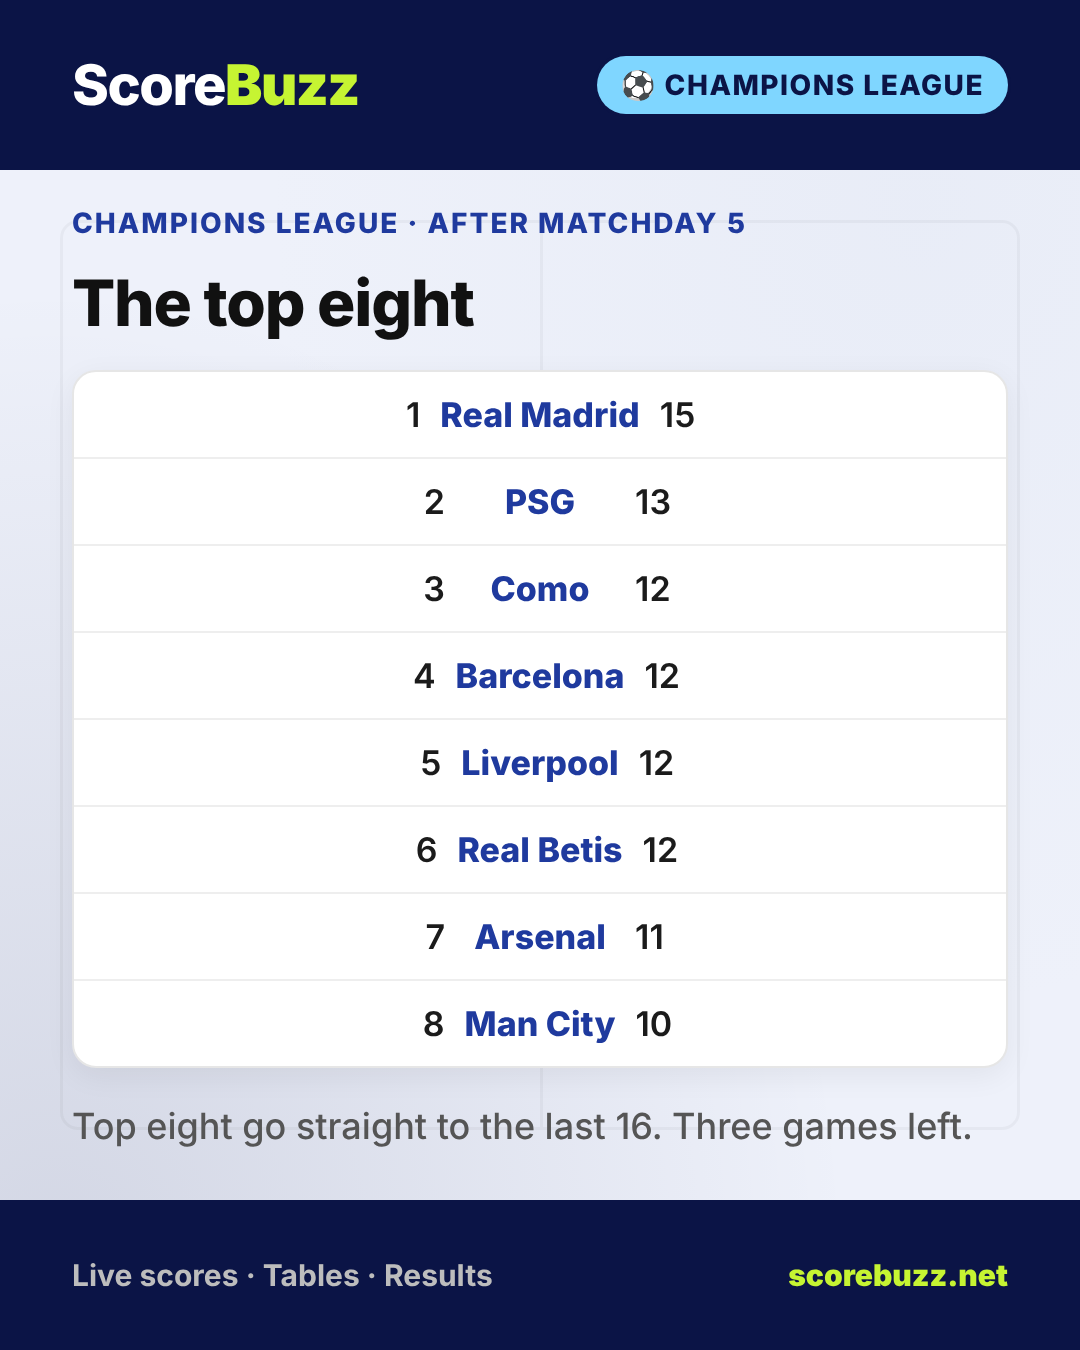 ScoreBuzz
⚽ CHAMPIONS LEAGUE
CHAMPIONS LEAGUE · AFTER MATCHDAY 5
The top eight
1 Real Madrid 15
2 PSG 13
3 Como 12
4 Barcelona 12
5 Liverpool 12
6 Real Betis 12
7 Arsenal 11
8 Man City 10
Top eight go straight to the last 16. Three games left.
Live scores · Tables · Results
scorebuzz.net